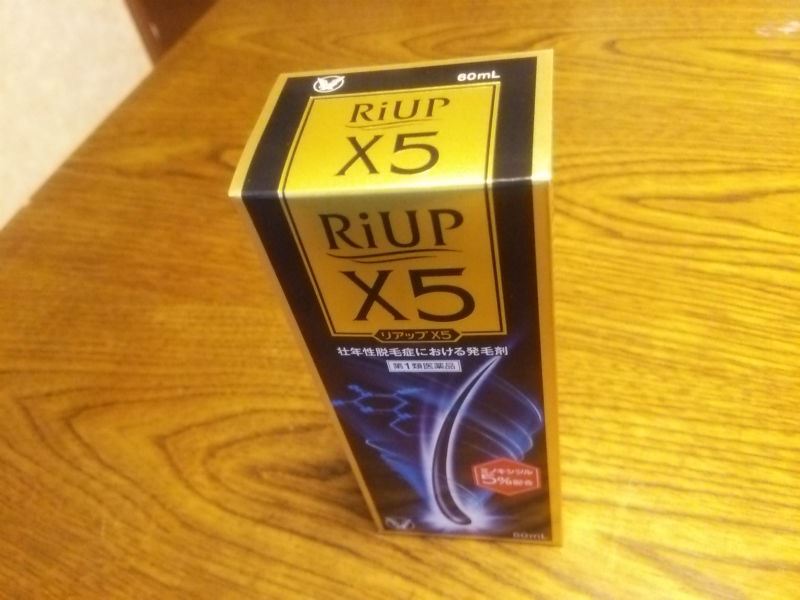 60mL
RiUP
X5
RiUP
X5
リアップX5
壮年性脱毛症における発毛剤
第1類医薬品
ミノキシジル
5%配合
60mL